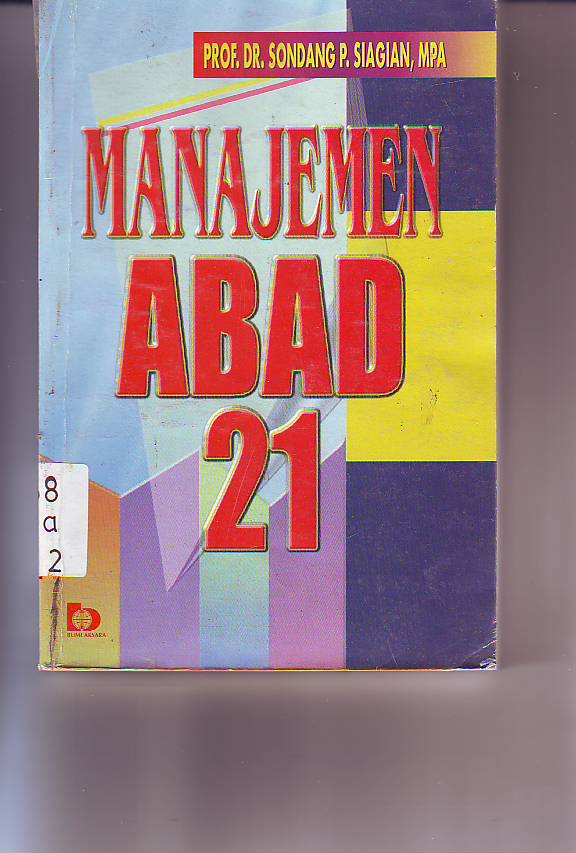 PROF. DR. SONDANG P. SIAGIAN, MPA
MANAJEMEN
ABAD
21
8
a
2
BUMI AKSARA